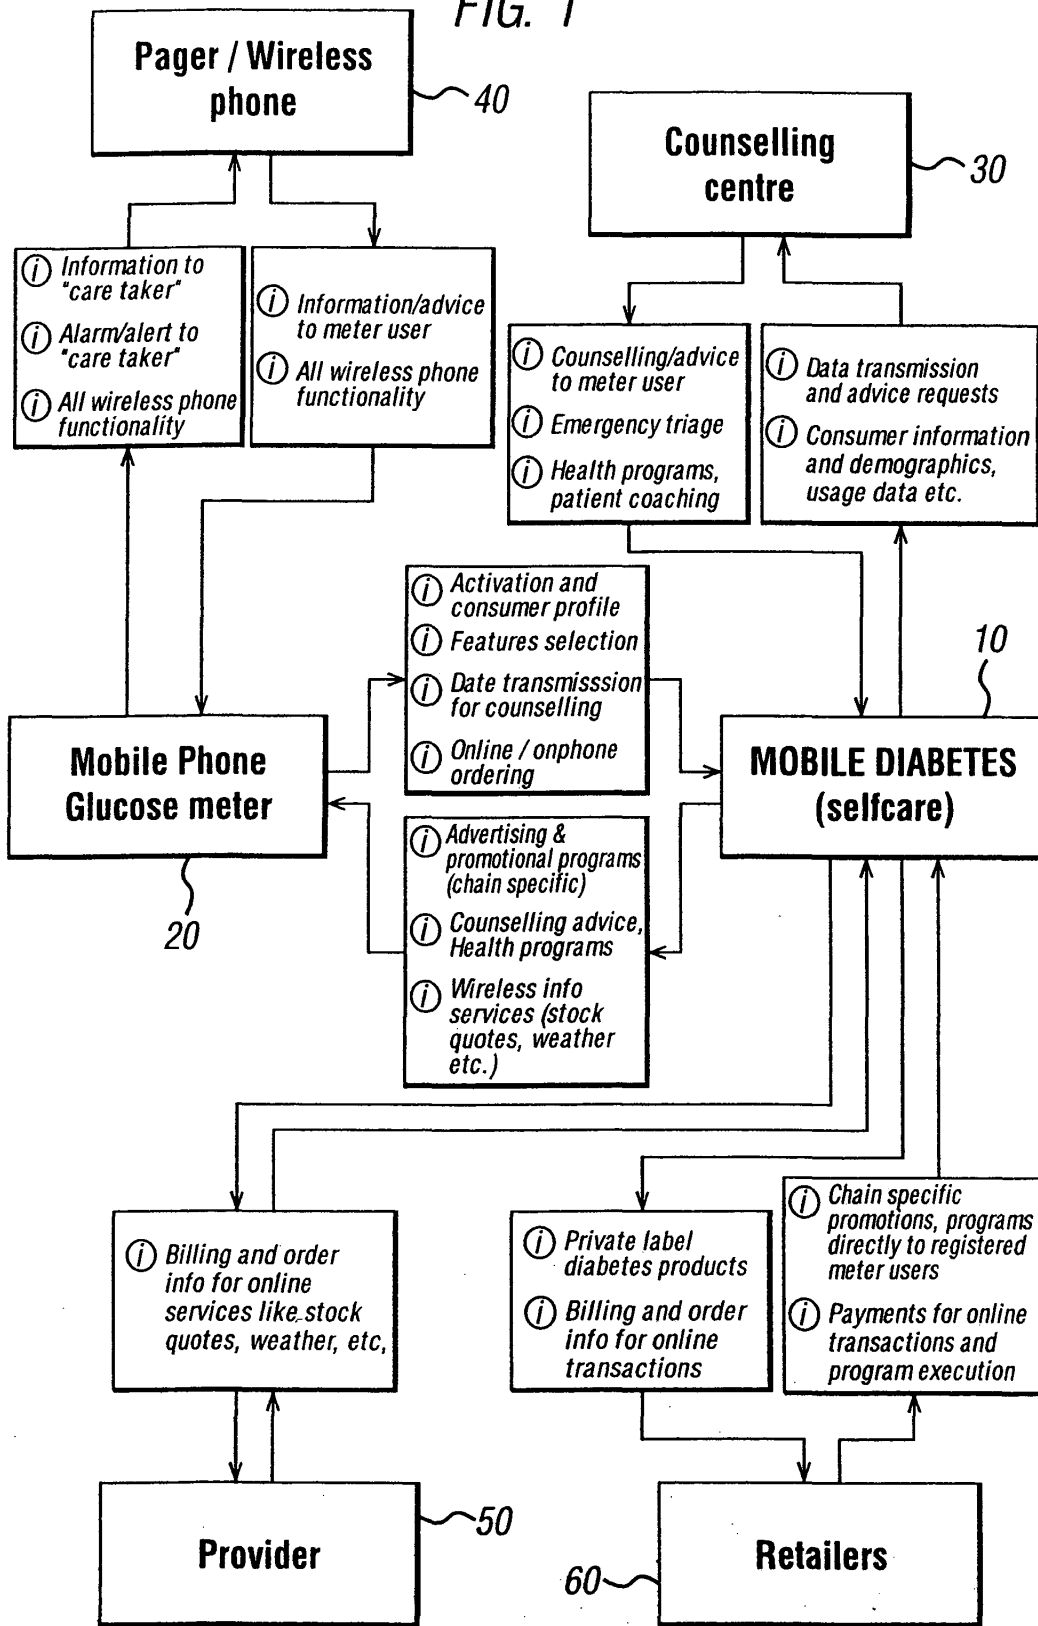 FIG. 1
Pager / Wireless
phone
40
Counselling
centre
30
i Information to
"care taker"
i Alarm/alert to
"care taker"
i All wireless phone
functionality
i Information/advice
to meter user
i All wireless phone
functionality
i Counselling/advice
to meter user
i Emergency triage
i Health programs,
patient coaching
i Data transmission
and advice requests
i Consumer information
and demographics,
usage data etc.
i Activation and
consumer profile
i Features selection
i Date transmisssion
for counselling
i Online / onphone
ordering
10
Mobile Phone
Glucose meter
20
MOBILE DIABETES
(selfcare)
i Advertising &
promotional programs
(chain specific)
i Counselling advice,
Health programs
i Wireless info
services (stock
quotes, weather
etc.)
i Billing and order
info for online
services like stock
quotes, weather, etc,
i Private label
diabetes products
i Billing and order
info for online
transactions
i Chain specific
promotions, programs
directly to registered
meter users
i Payments for online
transactions and
program execution
Provider
50
Retailers
60